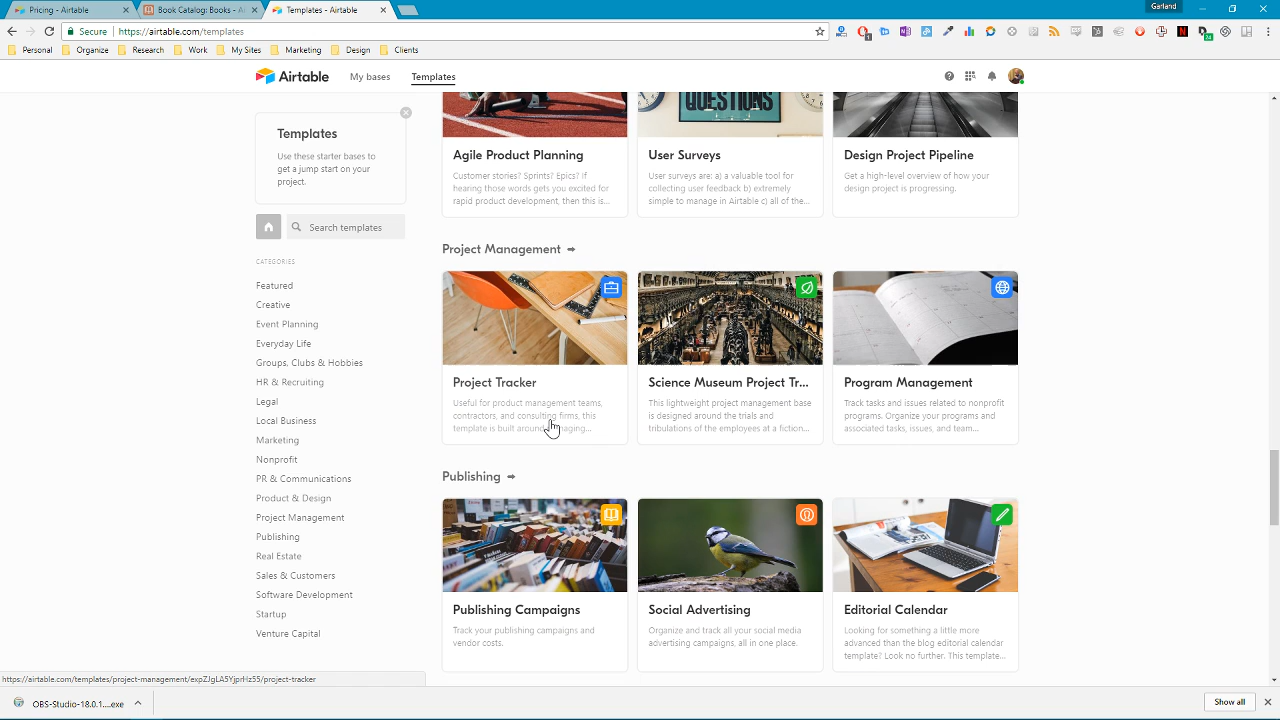 Pricing - Airtable
Book Catalog: Books - Ai
Templates - Airtable
Garland
Secure
https://airtable.com/templates
Personal
Organize
Research
Work
My Sites
Marketing
Design
Clients
Airtable
My bases
Templates
Templates
Use these starter bases to
get a jump start on your
project.
Search templates
CATEGORIES
Featured
Creative
Event Planning
Everyday Life
Groups, Clubs & Hobbies
HR & Recruiting
Legal
Local Business
Marketing
Nonprofit
PR & Communications
Product & Design
Project Management
Publishing
Real Estate
Sales & Customers
Software Development
Startup
Venture Capital
QUESTIONS
Agile Product Planning
Customer stories? Sprints? Epics? If
hearing those words gets you excited for
rapid product development, then this is...
User Surveys
User surveys are: a) a valuable tool for
collecting user feedback b) extremely
simple to manage in Airtable c) all of the...
Design Project Pipeline
Get a high-level overview of how your
design project is progressing.
Project Management
Project Tracker
Useful for product management teams,
contractors, and consulting firms, this
template is built around
Science Museum Project Tr...
This lightweight project management base
is designed around the trials and
tribulations of the employees at a fiction...
Program Management
Track tasks and issues related to nonprofit
programs. Organize your programs and
associated tasks, issues, and team...
Publishing
Publishing Campaigns
Track your publishing campaigns and
vendor costs.
Social Advertising
Organize and track all your social media
advertising campaigns, all in one place.
Editorial Calendar
Looking for something a little more
advanced than the blog editorial calendar
template? Look no further. This template...
https://airtable.com/templates/project-management/expZJgLA5YjprHz55/project-tracker
OBS-Studio-18.0.1....exe
Show all